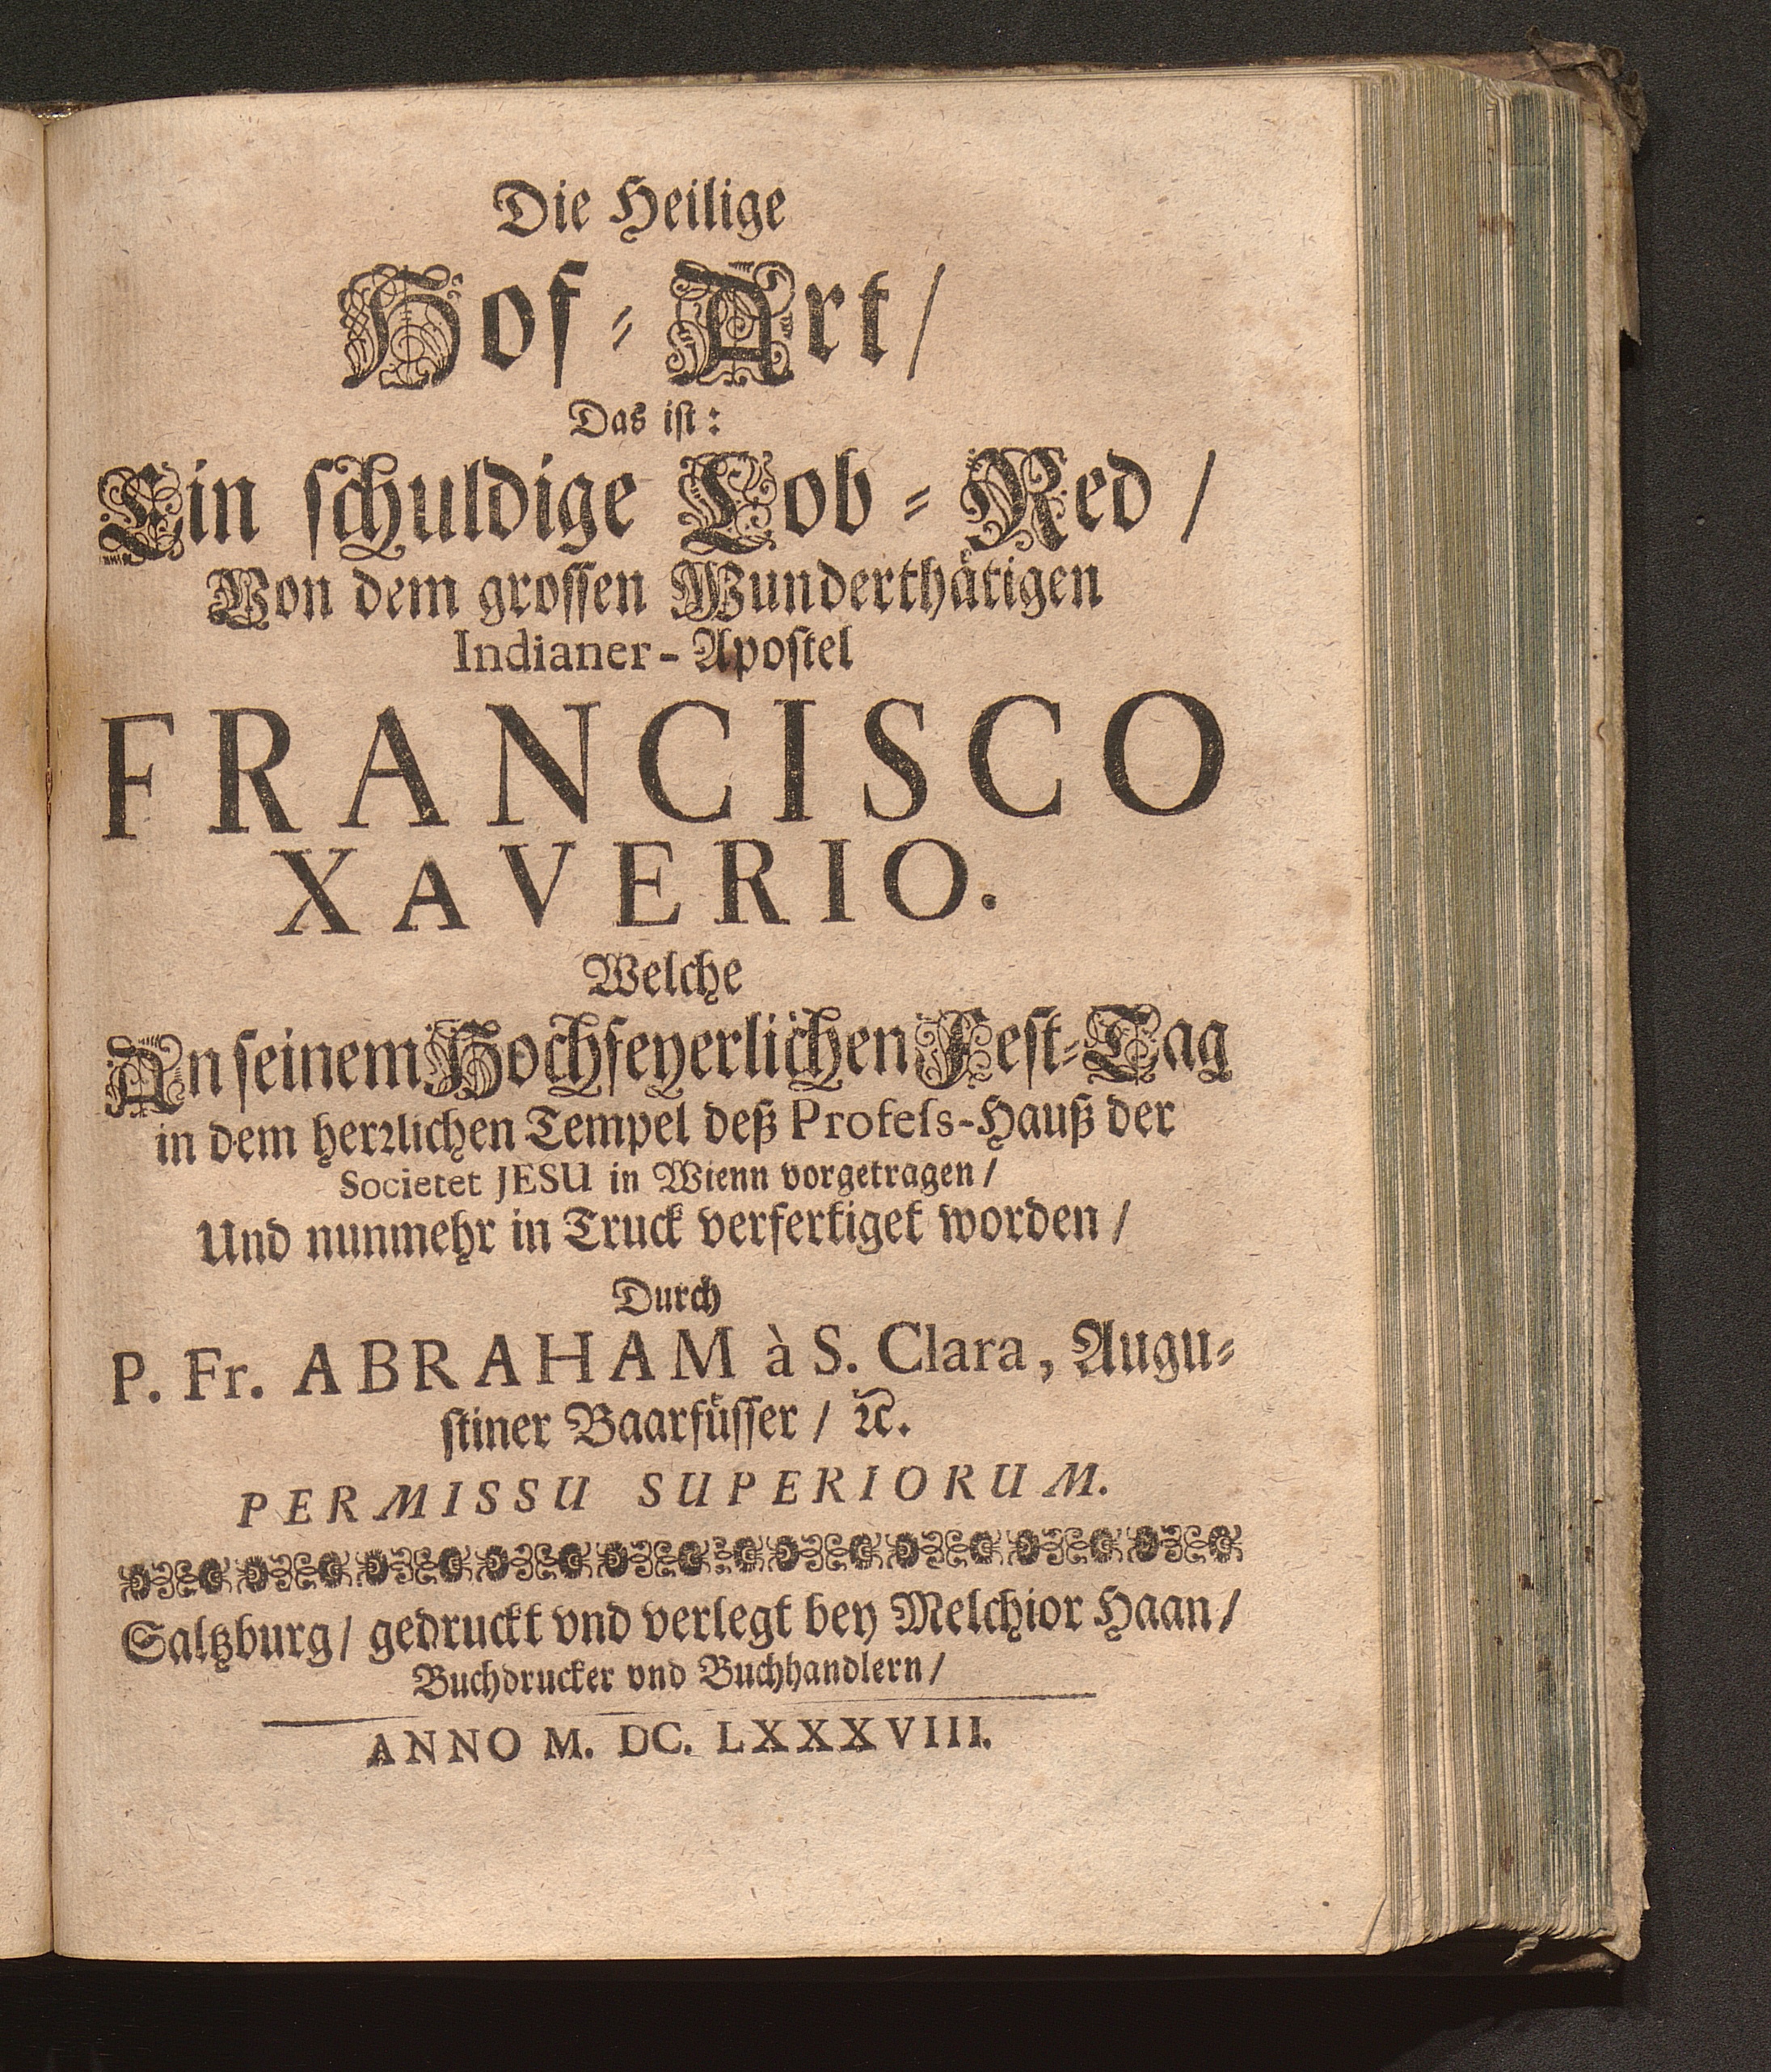 Die Heilige
Hof-Art/
Das ist:
Ein schuldige Lob-Red/
Von dem grossen Wunderthätigen
Indianer-Apostel
FRANCISCO
XAVERIO.
Welche
An seinem Hochfeyerlichen Fest-Tag
in dem herrlichen Tempel deß Profess-Hauß der
Societet JESU in Wienn vorgetragen/
Und nunmehr in Truck verfertiget worden/
Durch
P. Fr. ABRAHAM à S. Clara, Augu-
stiner Baarfüsser/ ꝛc.
PERMISSU SUPERIORUM.
Saltzburg/ gedruckt vnd verlegt bey Melchior Haan/
Buchdrucker vnd Buchhandlern/
ANNO M. DC. LXXXVIII.